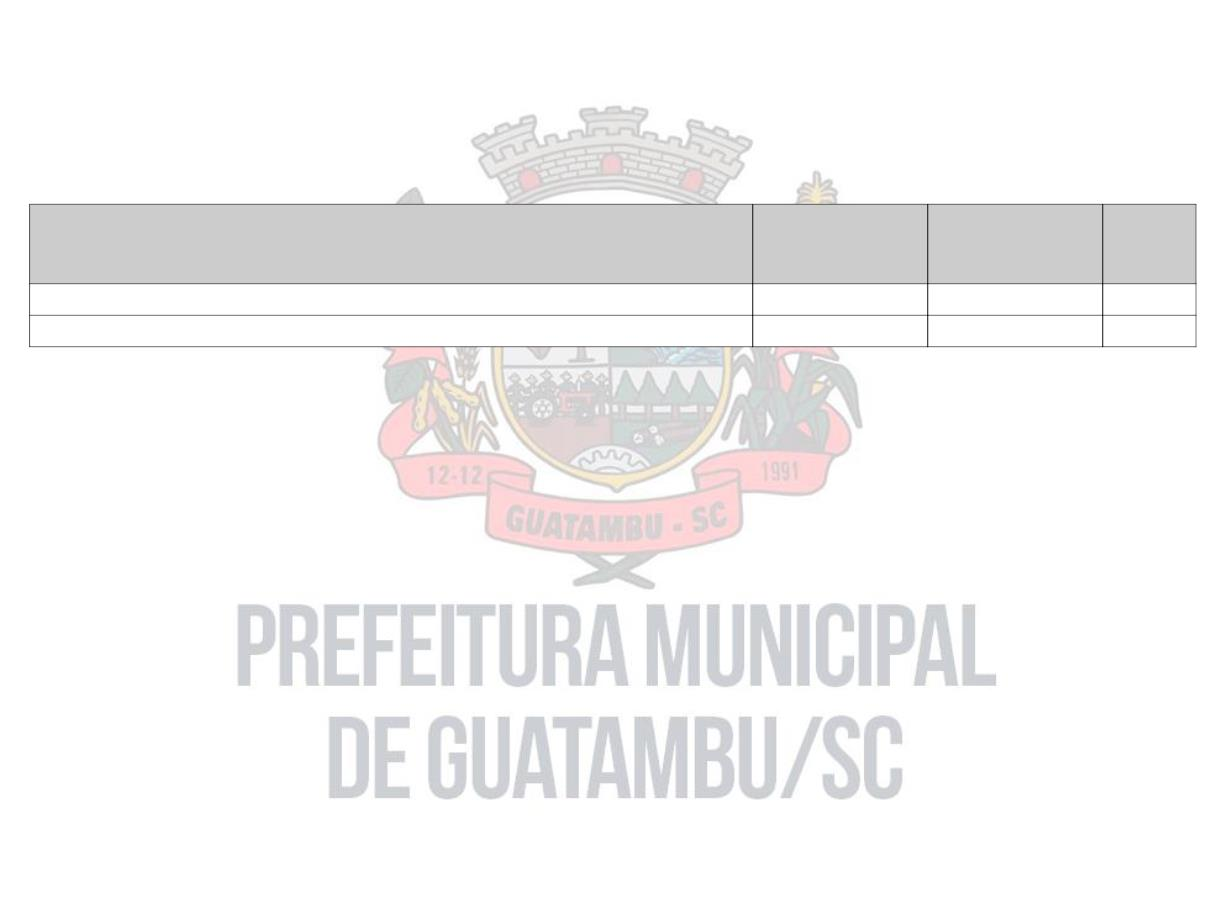 12-12
1991
GUATAMBU - SC
PREFEITURA MUNICIPAL
DE GUATAMBU/SC